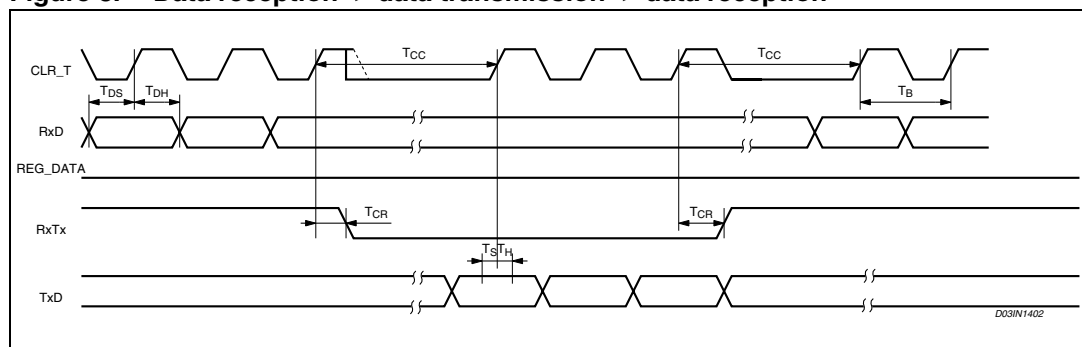 Figure 8. Data reception -> data transmission -> data reception
CLR_T
TCC
TCC
TDS
TDH
TB
RxD
REG_DATA
TCR
TCR
RxTx
TS
TH
TxD
D03IN1402